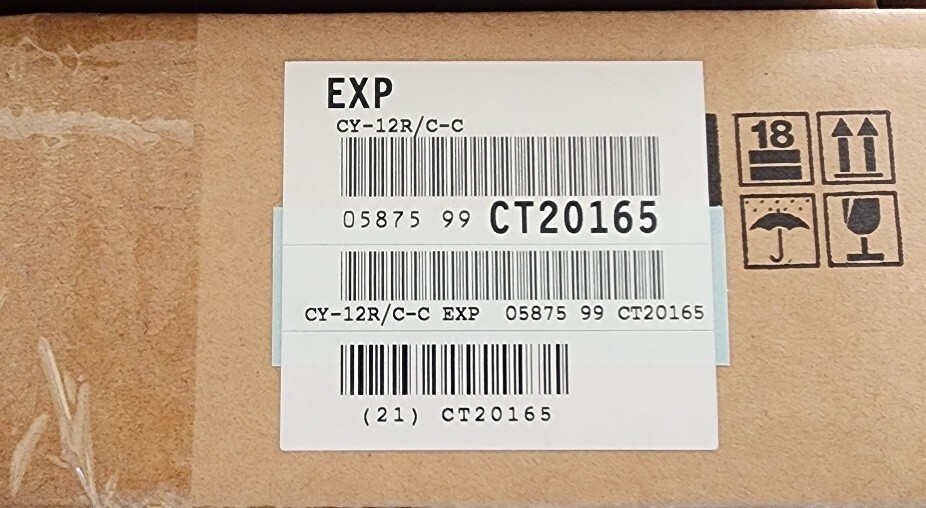 EXP
CY-12R/C-C
05875 99 CT20165
CY-12R/C-C EXP 05875 99 CT20165
(21) CT20165
18